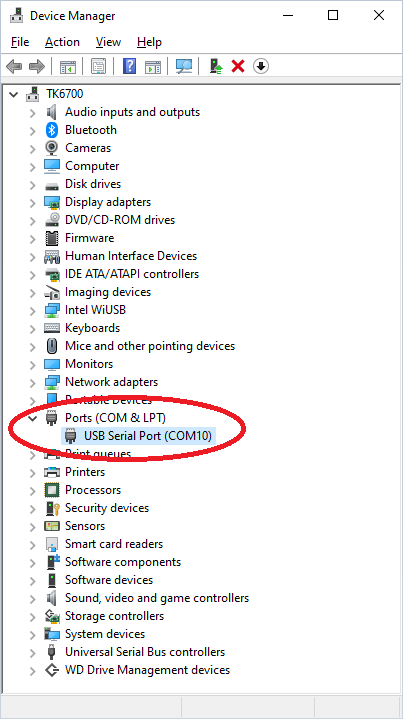 Device Manager
File Action View Help
TK6700
Audio inputs and outputs
Bluetooth
Cameras
Computer
Disk drives
Display adapters
DVD/CD-ROM drives
Firmware
Human Interface Devices
IDE ATA/ATAPI controllers
Imaging devices
Intel WiUSB
Keyboards
Mice and other pointing devices
Monitors
Network adapters
Portable Devices
Ports (COM & LPT)
USB Serial Port (COM10)
Print queues
Printers
Processors
Security devices
Sensors
Smart card readers
Software components
Software devices
Sound, video and game controllers
Storage controllers
System devices
Universal Serial Bus controllers
WD Drive Management devices